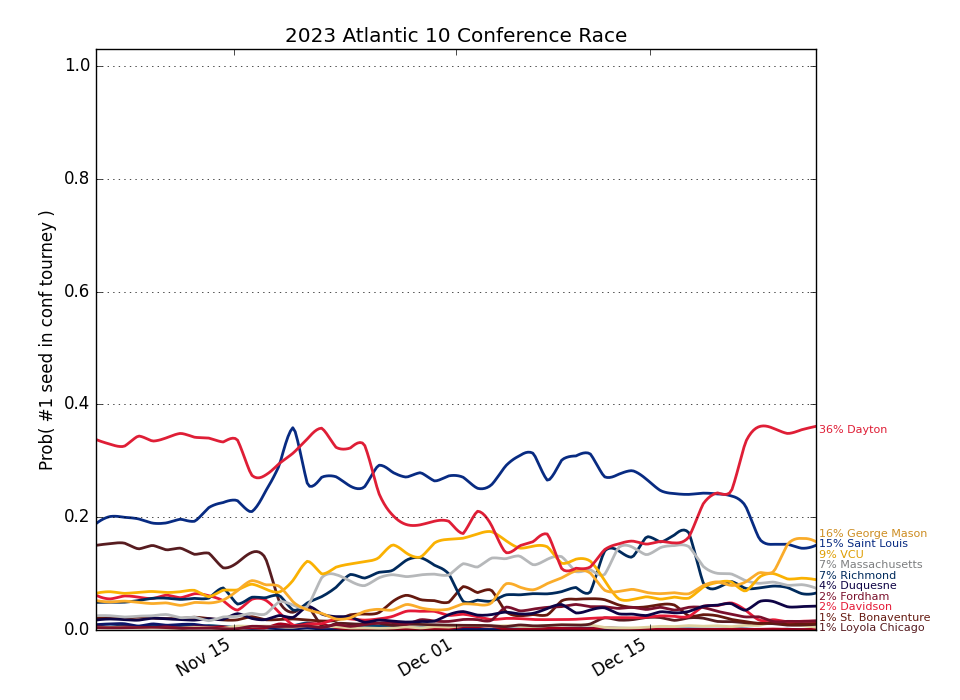 2023 Atlantic 10 Conference Race
Prob( #1 seed in conf tourney )
1.0
0.8
0.6
0.4
0.2
0.0
Nov 15
Dec 01
Dec 15
36% Dayton
16% George Mason
15% Saint Louis
9% VCU
7% Massachusetts
7% Richmond
4% Duquesne
2% Fordham
2% Davidson
1% St. Bonaventure
1% Loyola Chicago